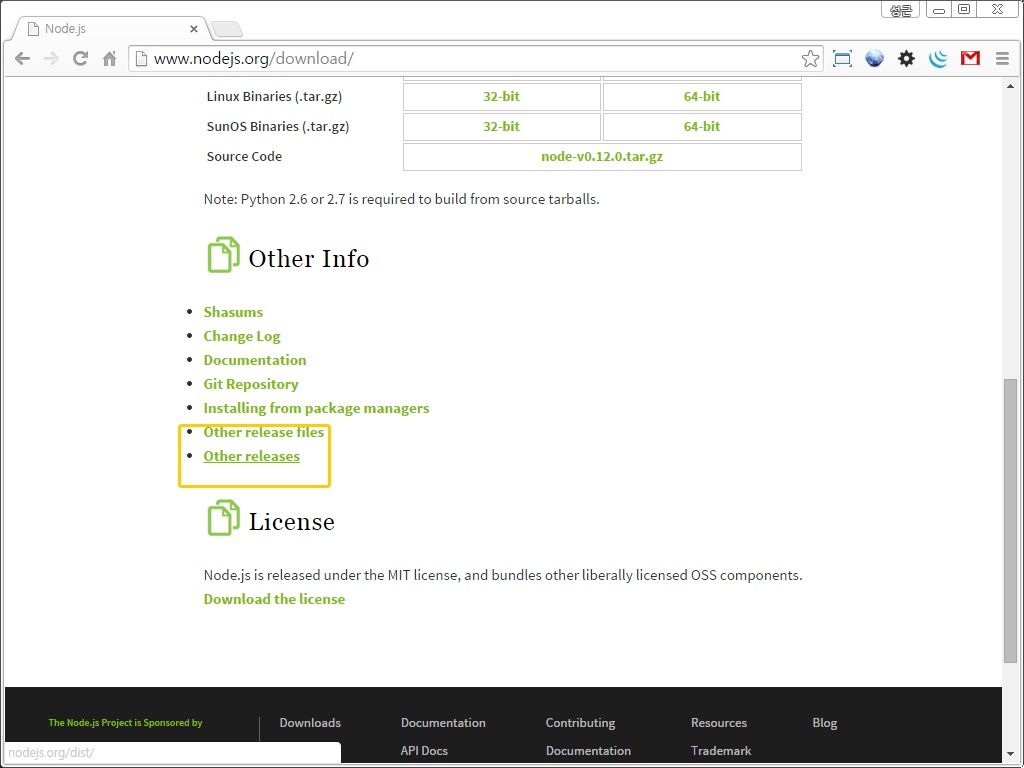 성근
Node.js
www.nodejs.org/download/
Linux Binaries (.tar.gz) 32-bit 64-bit
SunOS Binaries (.tar.gz) 32-bit 64-bit
Source Code node-v0.12.0.tar.gz
Note: Python 2.6 or 2.7 is required to build from source tarballs.
Other Info
Shasums
Change Log
Documentation
Git Repository
Installing from package managers
Other release files
Other releases
License
Node.js is released under the MIT license, and bundles other liberally licensed OSS components.
Download the license
The Node.js Project is Sponsored by Downloads Documentation Contributing Resources Blog
API Docs Documentation Trademark
nodejs.org/dist/